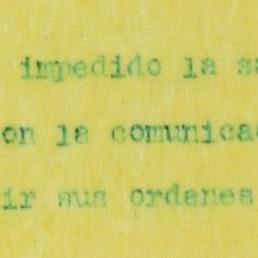 impedido la sa
on la comunica
ir sus ordenes